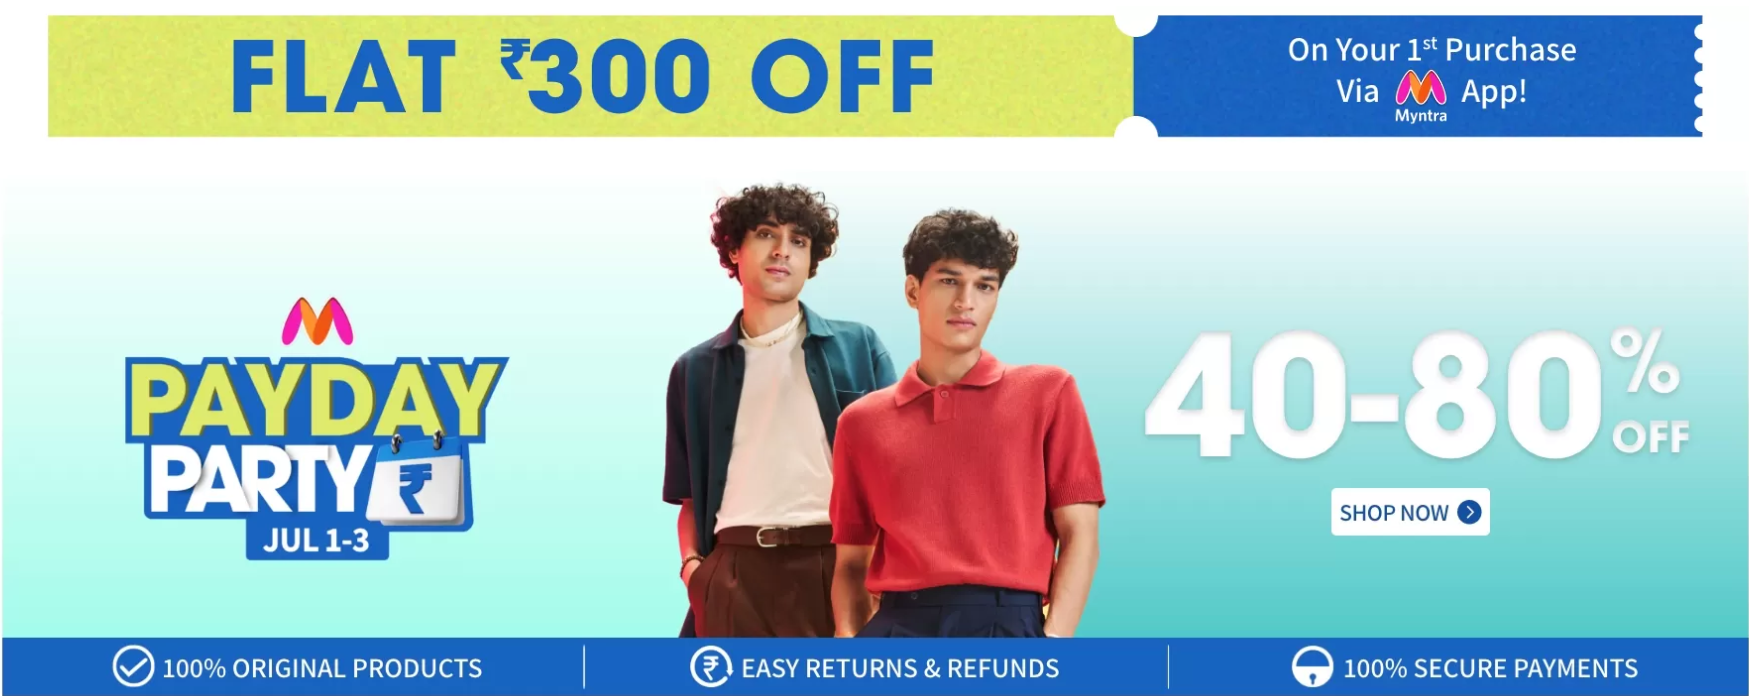 FLAT ₹300 OFF
On Your 1st Purchase
Via Myntra App!
PAYDAY
PARTY ₹
JUL 1-3
40-80% OFF
SHOP NOW
100% ORIGINAL PRODUCTS
EASY RETURNS & REFUNDS
100% SECURE PAYMENTS